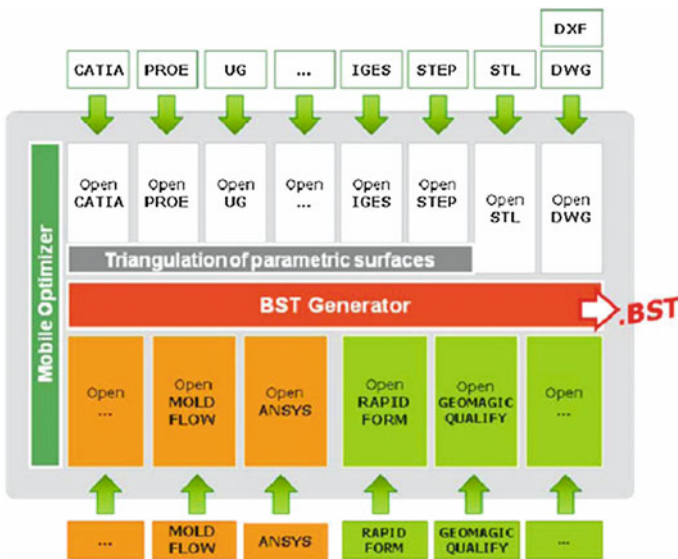 DXF
CATIA PROE UG ... IGES STEP STL DWG
Open CATIA
Open PROE
Open UG
Open ...
Open IGES
Open STEP
Open STL
Open DWG
Mobile Optimizer
Triangulation of parametric surfaces
BST Generator
.BST
Open ...
Open MOLD FLOW
Open ANSYS
Open RAPID FORM
Open GEOMAGIC QUALIFY
Open ...
...
MOLD FLOW
ANSYS
RAPID FORM
GEOMAGIC QUALIFY
...